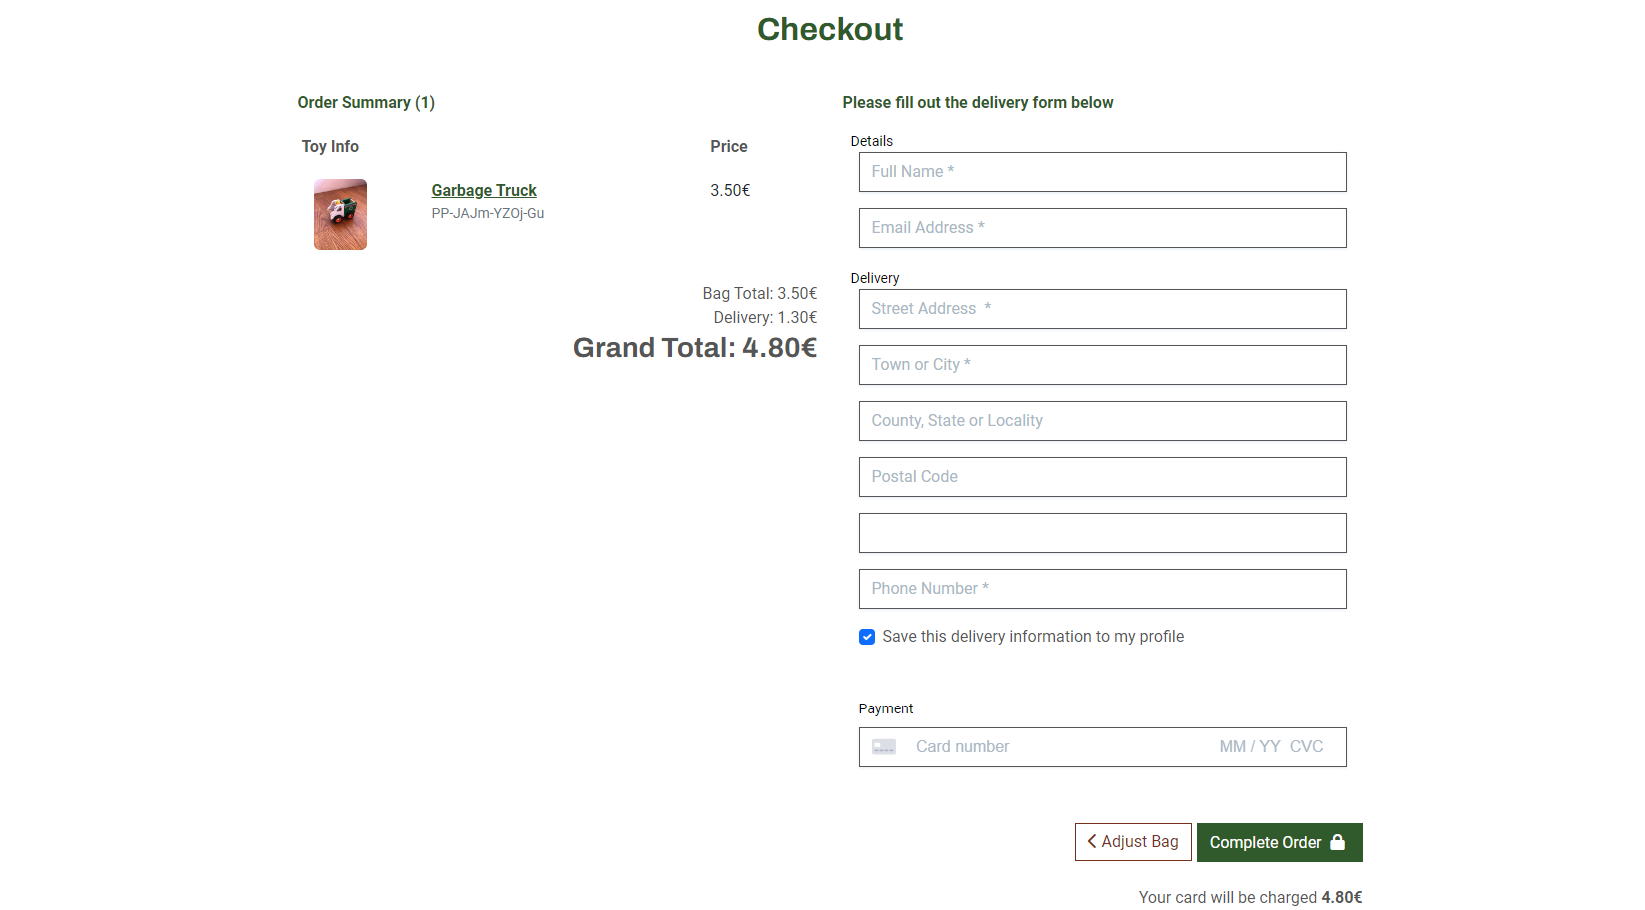 Checkout
Order Summary (1)
Toy Info Price
Garbage Truck 3.50€
PP-JAJm-YZOj-Gu
Bag Total: 3.50€
Delivery: 1.30€
Grand Total: 4.80€
Please fill out the delivery form below
Details
Full Name *
Email Address *
Delivery
Street Address *
Town or City *
County, State or Locality
Postal Code
Phone Number *
Save this delivery information to my profile
Payment
Card number MM / YY CVC
Adjust Bag Complete Order
Your card will be charged 4.80€